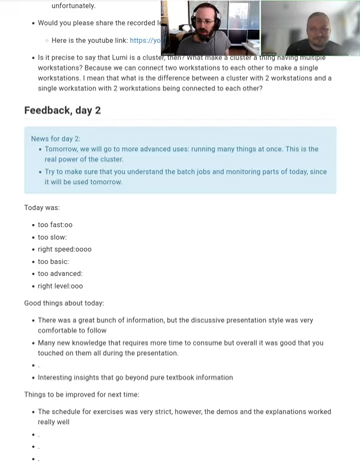 unfortunately.
• Would you please share the recorded le
◦ Here is the youtube link: https://yo
• Is it precise to say that Lumi is a cluster, then? What make a cluster a thing having multiple
workstations? Because we can connect two workstations to each other to make a single
workstations. I mean that what is the difference between a cluster with 2 workstations and a
single workstation with 2 workstations being connected to each other?
Feedback, day 2
News for day 2:
• Tomorrow, we will go to more advanced uses: running many things at once. This is the
real power of the cluster.
• Try to make sure that you understand the batch jobs and monitoring parts of today, since
it will be used tomorrow.
Today was:
• too fast:oo
• too slow:
• right speed:oooo
• too basic:
• too advanced:
• right level:ooo
Good things about today:
• There was a great bunch of information, but the discussive presentation style was very
comfortable to follow
• Many new knowledge that requires more time to consume but overall it was good that you
touched on them all during the presentation.
• .
• Interesting insights that go beyond pure textbook information
Things to be improved for next time:
• The schedule for exercises was very strict, however, the demos and the explanations worked
really well
• .
• .
• .